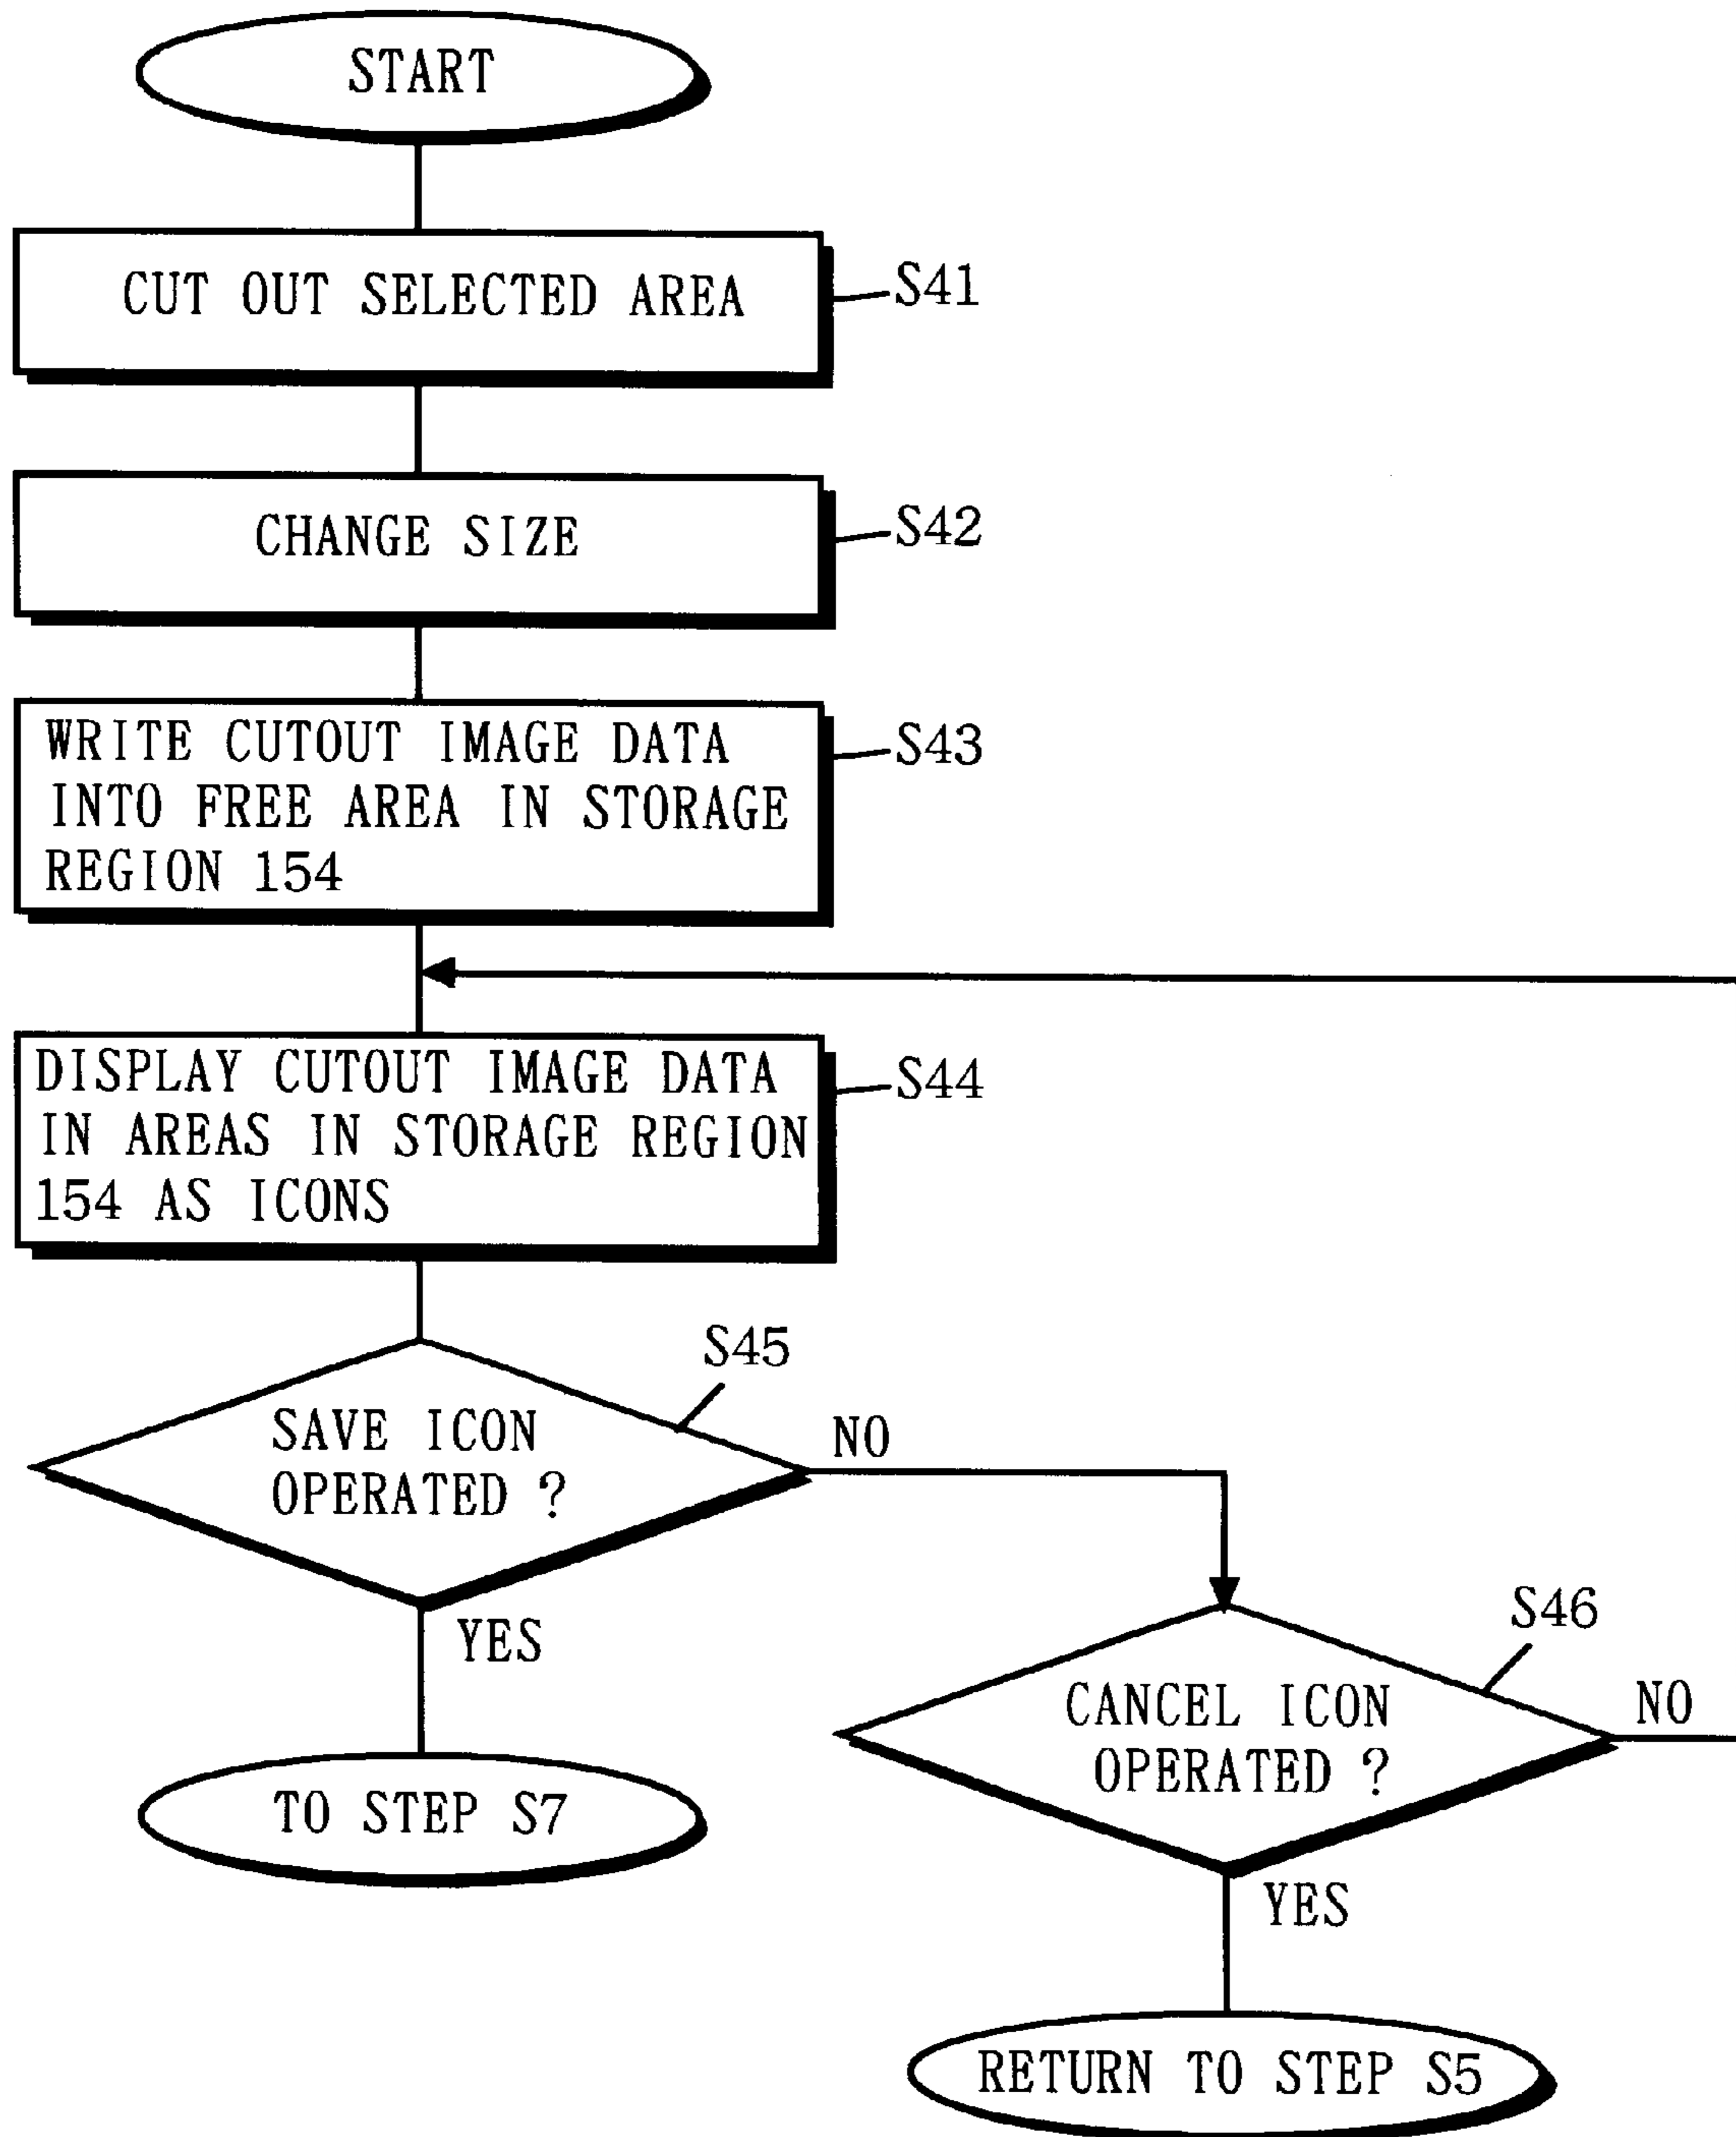 START
CUT OUT SELECTED AREA
S41
CHANGE SIZE
S42
WRITE CUTOUT IMAGE DATA
INTO FREE AREA IN STORAGE
REGION 154
S43
DISPLAY CUTOUT IMAGE DATA
IN AREAS IN STORAGE REGION
154 AS ICONS
S44
S45
SAVE ICON
OPERATED ?
NO
YES
TO STEP S7
S46
CANCEL ICON
OPERATED ?
NO
YES
RETURN TO STEP S5